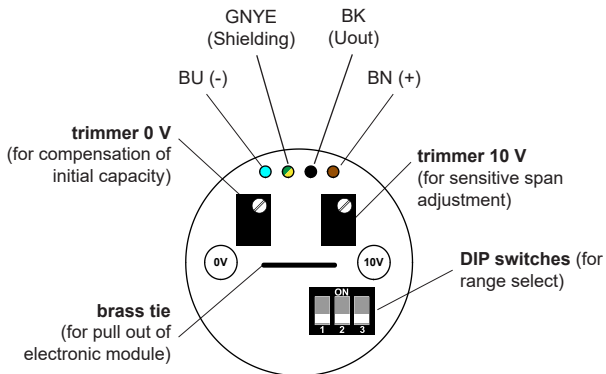 GNYE
(Shielding)
BK
(Uout)
BU (-)
BN (+)
trimmer 0 V
(for compensation of
initial capacity)
trimmer 10 V
(for sensitive span
adjustment)
0V
10V
DIP switches (for
range select)
ON
1 2 3
brass tie
(for pull out of
electronic module)